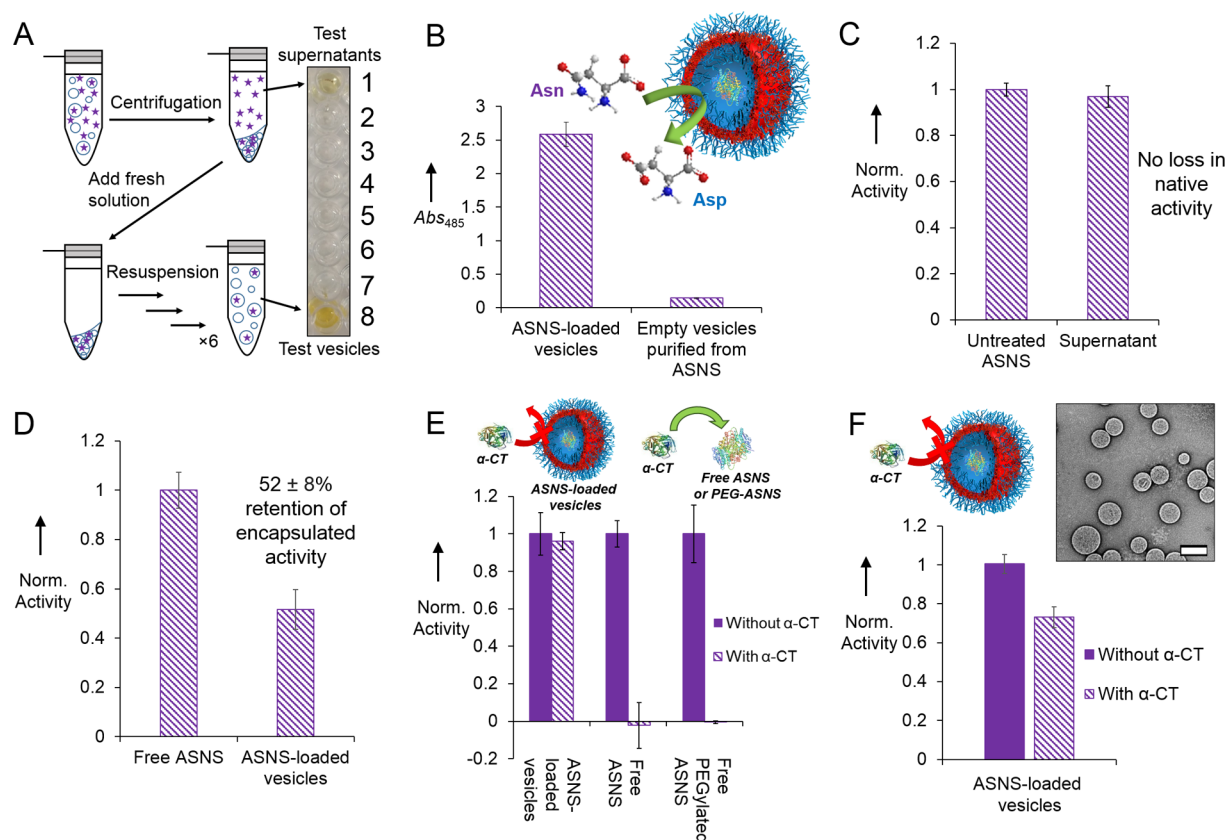 A
Test
supernatants
Centrifugation
Add fresh
solution
Resuspension
×6
1
2
3
4
5
6
7
8
Test vesicles
B
Asn
Asp
3
2.5
2
1.5
1
0.5
0
Abs485
ASNS-loaded
vesicles
Empty vesicles
purified from
ASNS
C
1.2
1
0.8
0.6
0.4
0.2
0
Norm.
Activity
No loss in
native
activity
Untreated
ASNS
Supernatant
D
1.2
1
0.8
0.6
0.4
0.2
0
Norm.
Activity
52 ± 8%
retention of
encapsulated
activity
Free ASNS
ASNS-loaded
vesicles
E
α-CT
ASNS-loaded
vesicles
α-CT
Free ASNS
or PEG-ASNS
1.2
1
0.8
0.6
0.4
0.2
0
-0.2
Norm.
Activity
Without α-CT
With α-CT
ASNS-
loaded
vesicles
Free
ASNS
Free
PEGylated
ASNS
F
α-CT
1.2
1
0.8
0.6
0.4
0.2
0
Norm.
Activity
Without α-CT
With α-CT
ASNS-loaded
vesicles